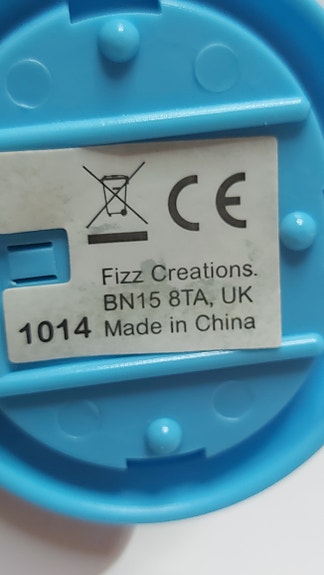 CE
Fizz Creations.
BN15 8TA, UK
1014 Made in China